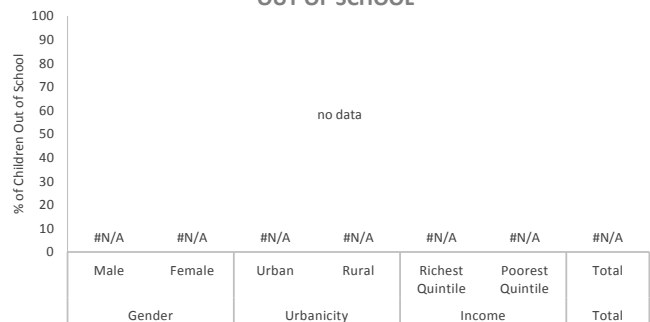 OUT OF SCHOOL
100
90
80
70
60
50
40
30
20
10
0
% of Children Out of School
no data
#N/A #N/A #N/A #N/A #N/A #N/A #N/A
Male Female Urban Rural Richest Quintile Poorest Quintile Total
Gender Urbanicity Income Total